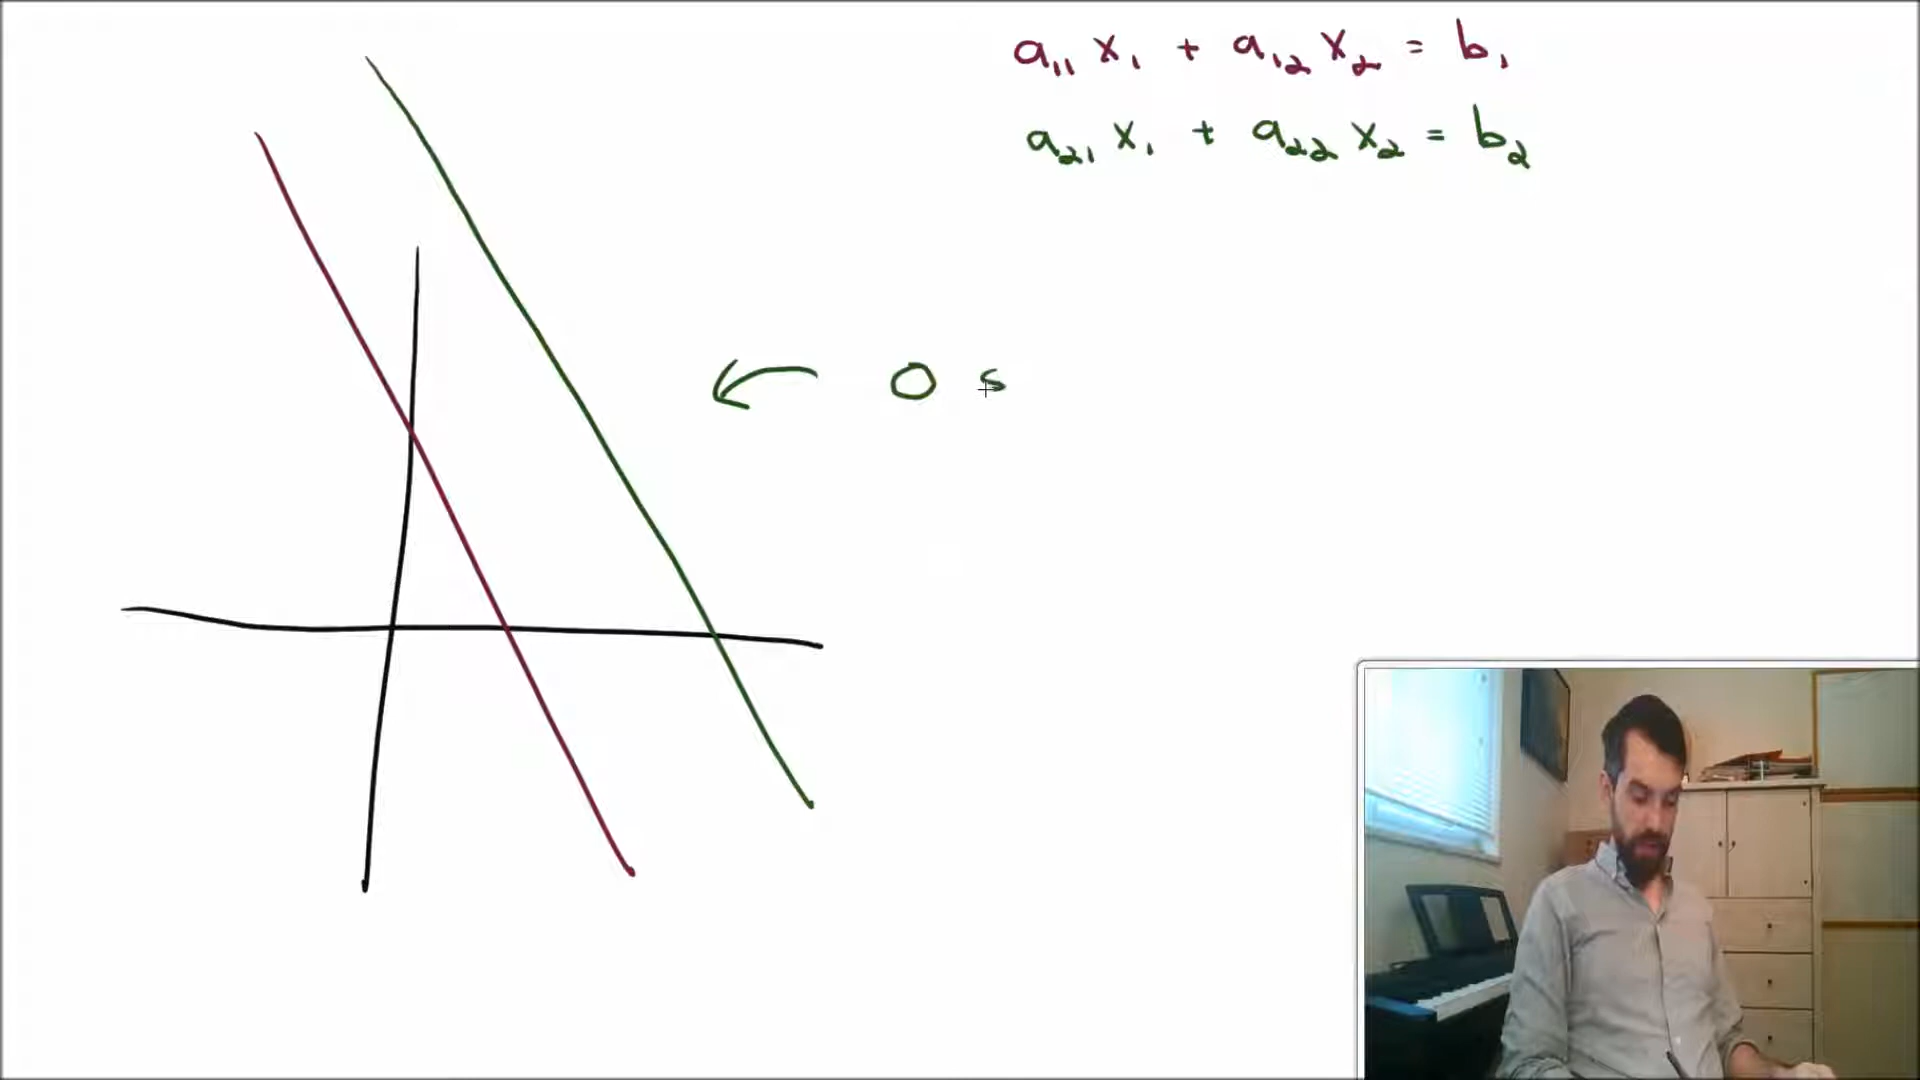 a₁₁ x₁ + a₁₂ x₂ = b₁
a₂₁ x₁ + a₂₂ x₂ = b₂
0 s